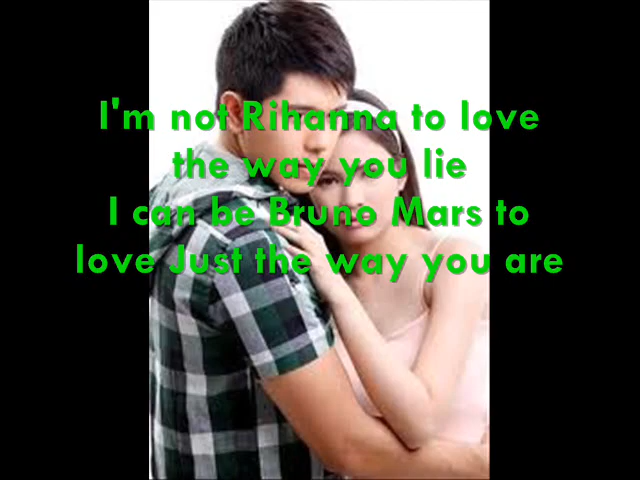 I'm not Rihanna to love
the way you lie
I can be Bruno Mars to
love Just the way you are